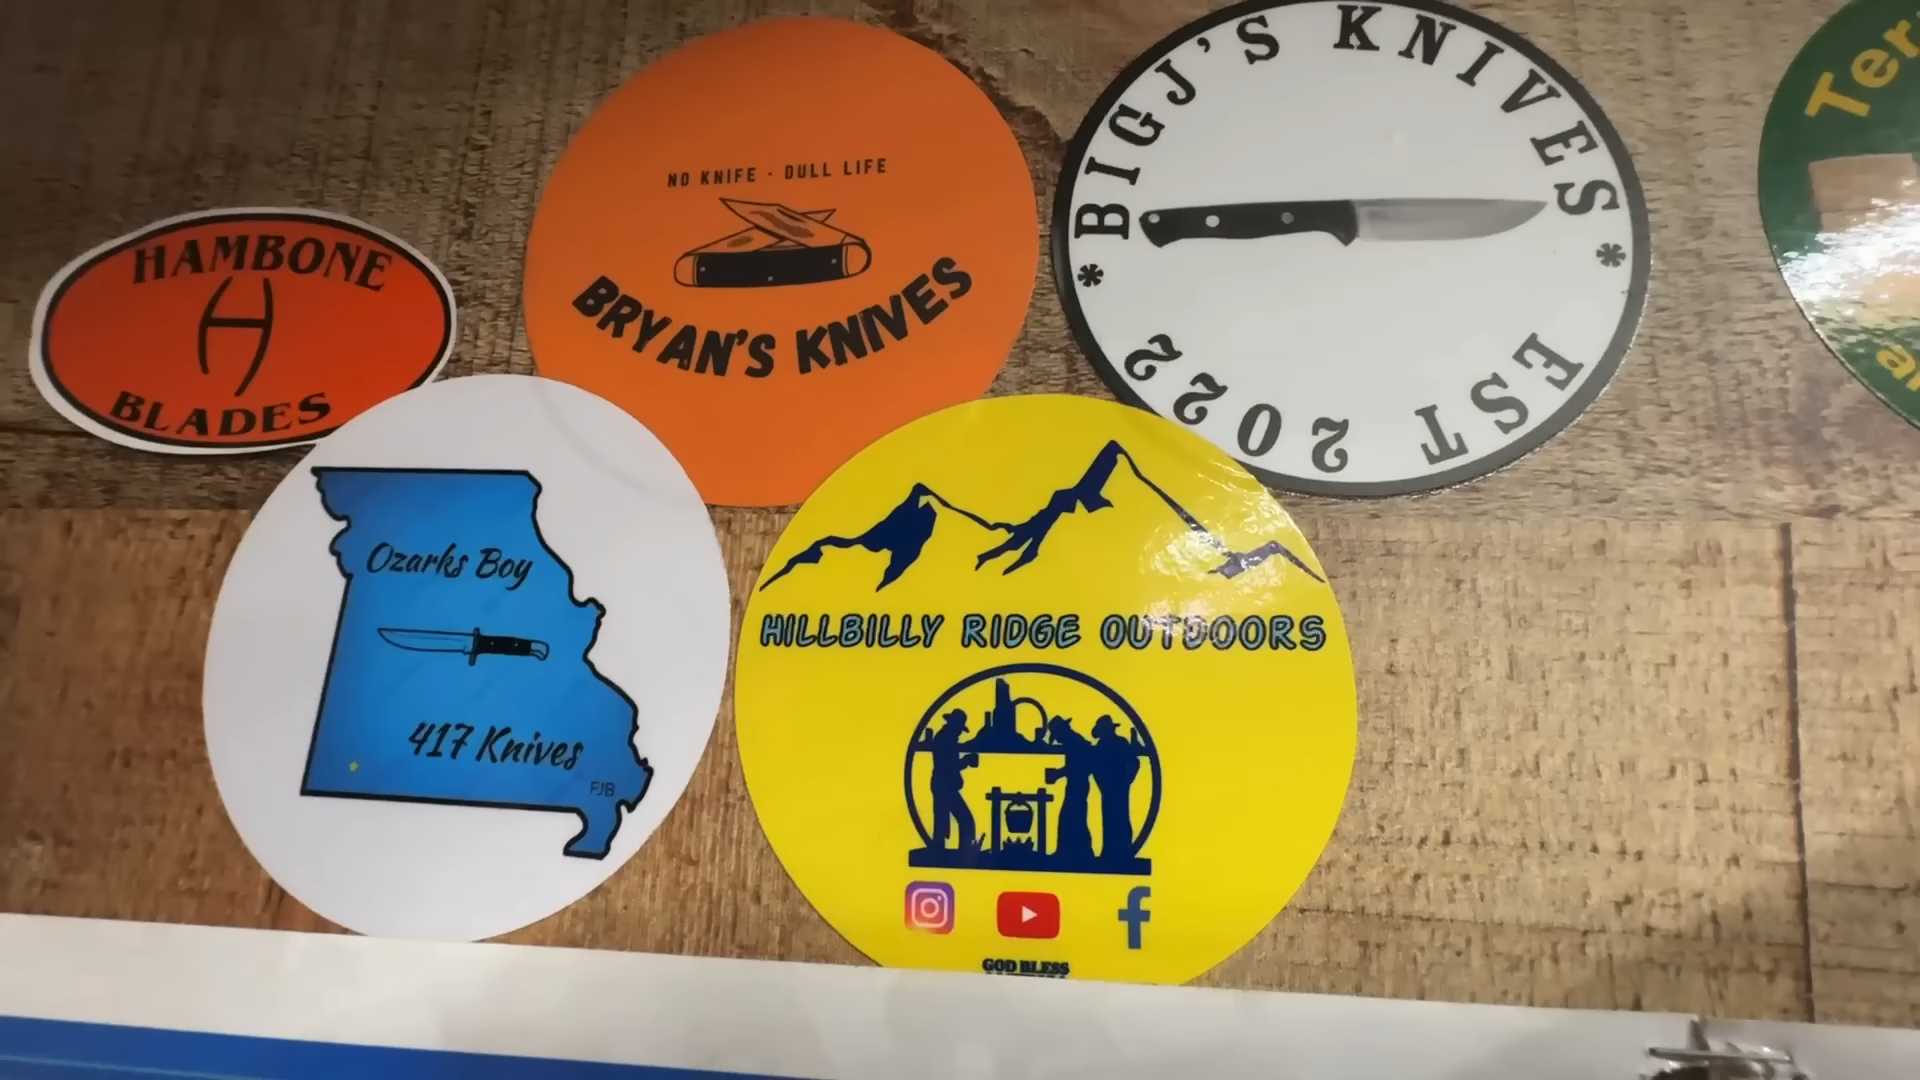 HAMBONE
H
BLADES
NO KNIFE - DULL LIFE
BRYAN'S KNIVES
BIGJ'S KNIVES
* *
EST 2022
Ozarks Boy
417 Knives
FJB
HILLBILLY RIDGE OUTDOORS
f
GOD BLESS